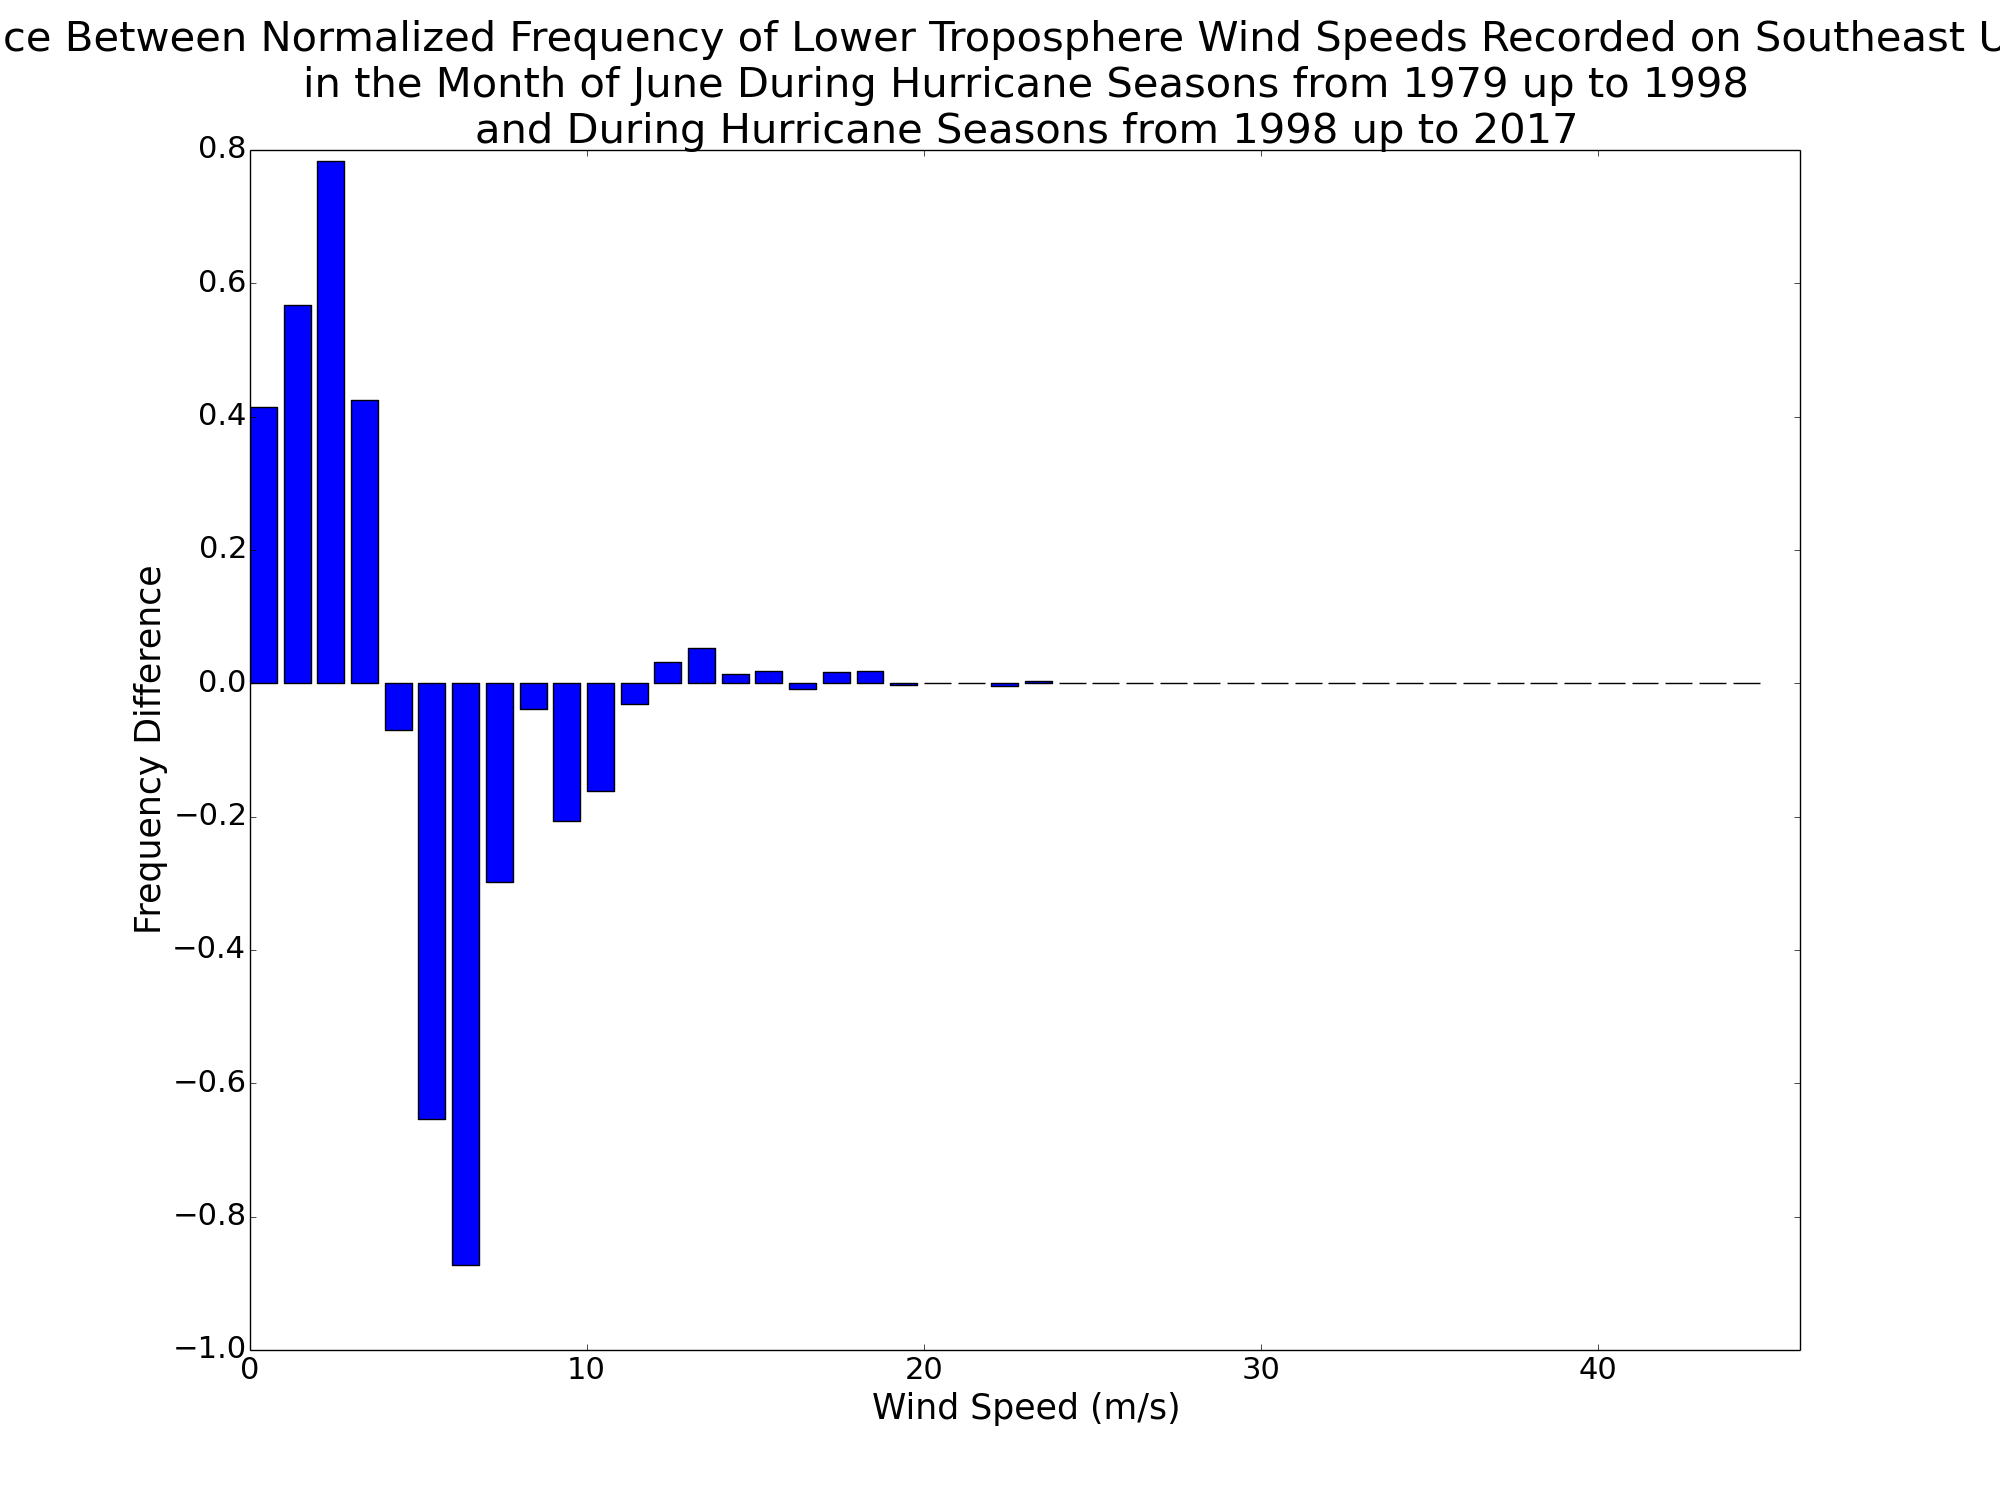 ce Between Normalized Frequency of Lower Troposphere Wind Speeds Recorded on Southeast U
in the Month of June During Hurricane Seasons from 1979 up to 1998
and During Hurricane Seasons from 1998 up to 2017
0.8
0.6
0.4
0.2
0.0
−0.2
−0.4
−0.6
−0.8
−1.0
Frequency Difference
0 10 20 30 40
Wind Speed (m/s)